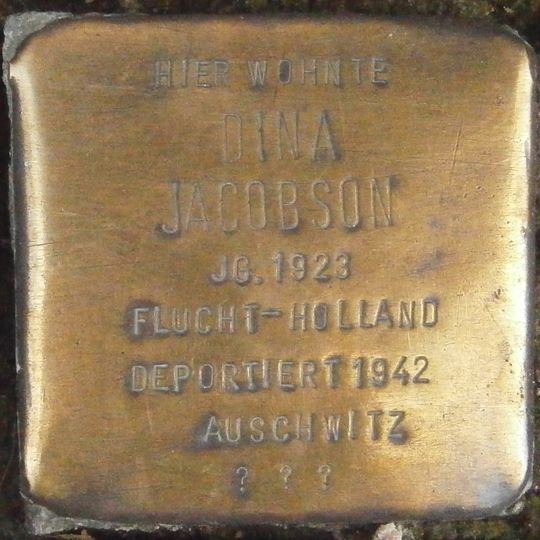 HIER WOHNTE
DINA
JACOBSON
JG. 1923
FLUCHT-HOLLAND
DEPORTIERT 1942
AUSCHWITZ
? ? ?